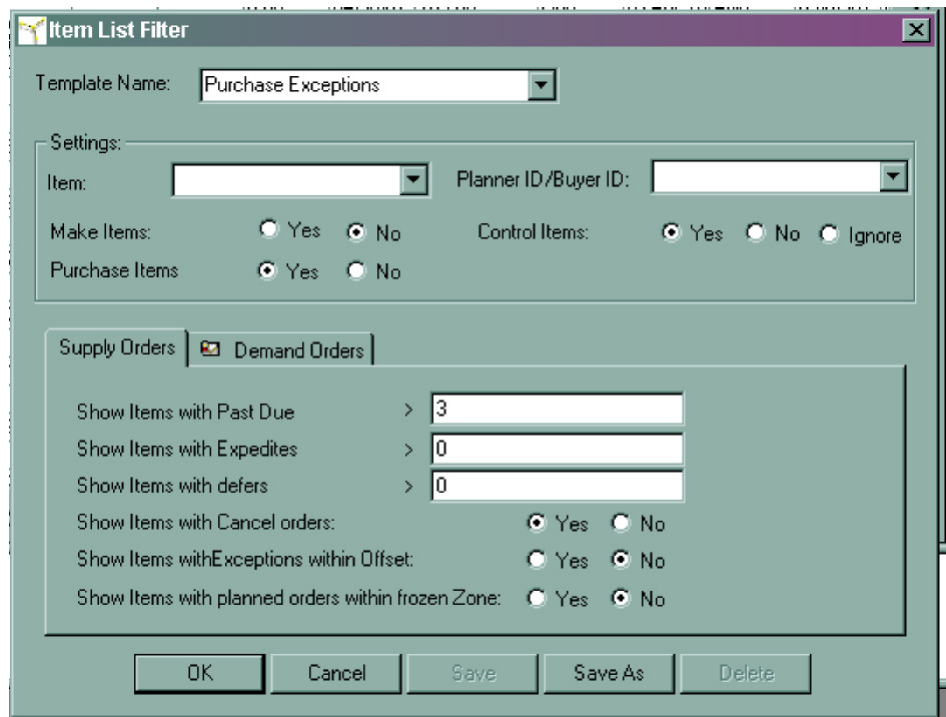 Item List Filter
Template Name: Purchase Exceptions
Settings:
Item: Planner ID/Buyer ID:
Make Items: Yes No Control Items: Yes No Ignore
Purchase Items Yes No
Supply Orders Demand Orders
Show Items with Past Due > 3
Show Items with Expedites > 0
Show Items with defers > 0
Show Items with Cancel orders: Yes No
Show Items withExceptions within Offset: Yes No
Show Items with planned orders within frozen Zone: Yes No
OK Cancel Save Save As Delete